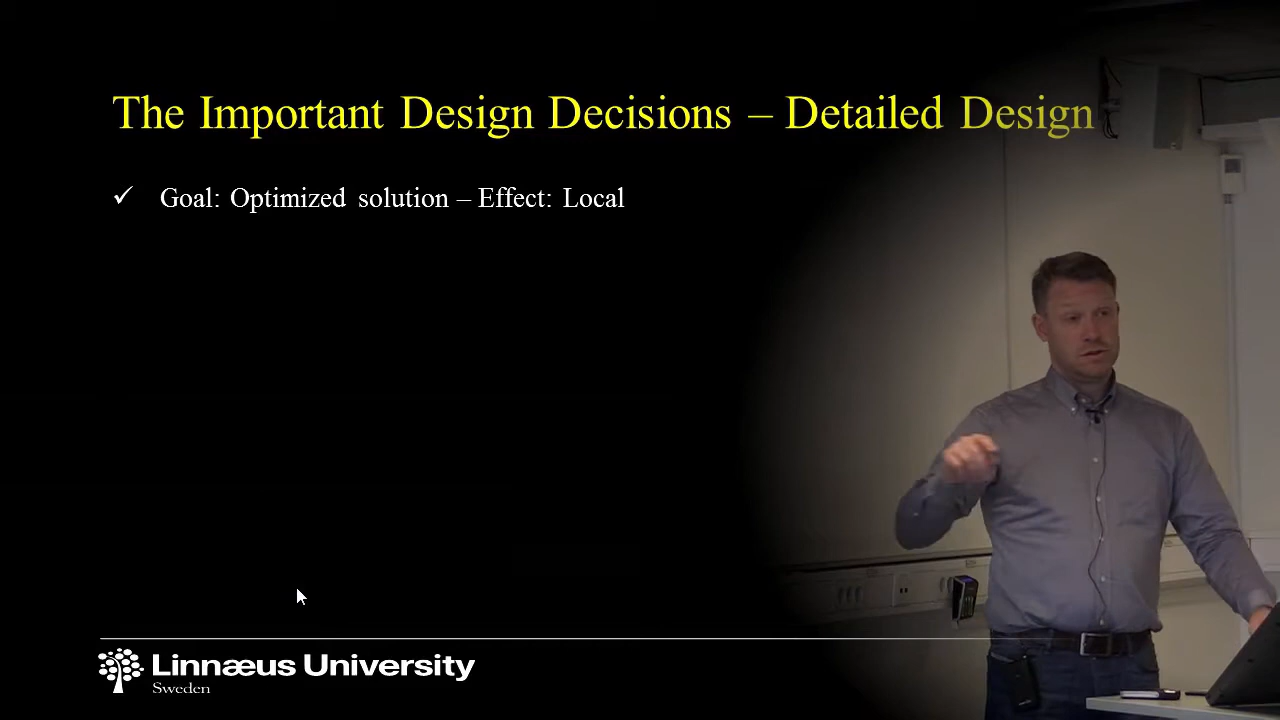 The Important Design Decisions – Detailed Design
✓ Goal: Optimized solution – Effect: Local
Linnæus University
Sweden